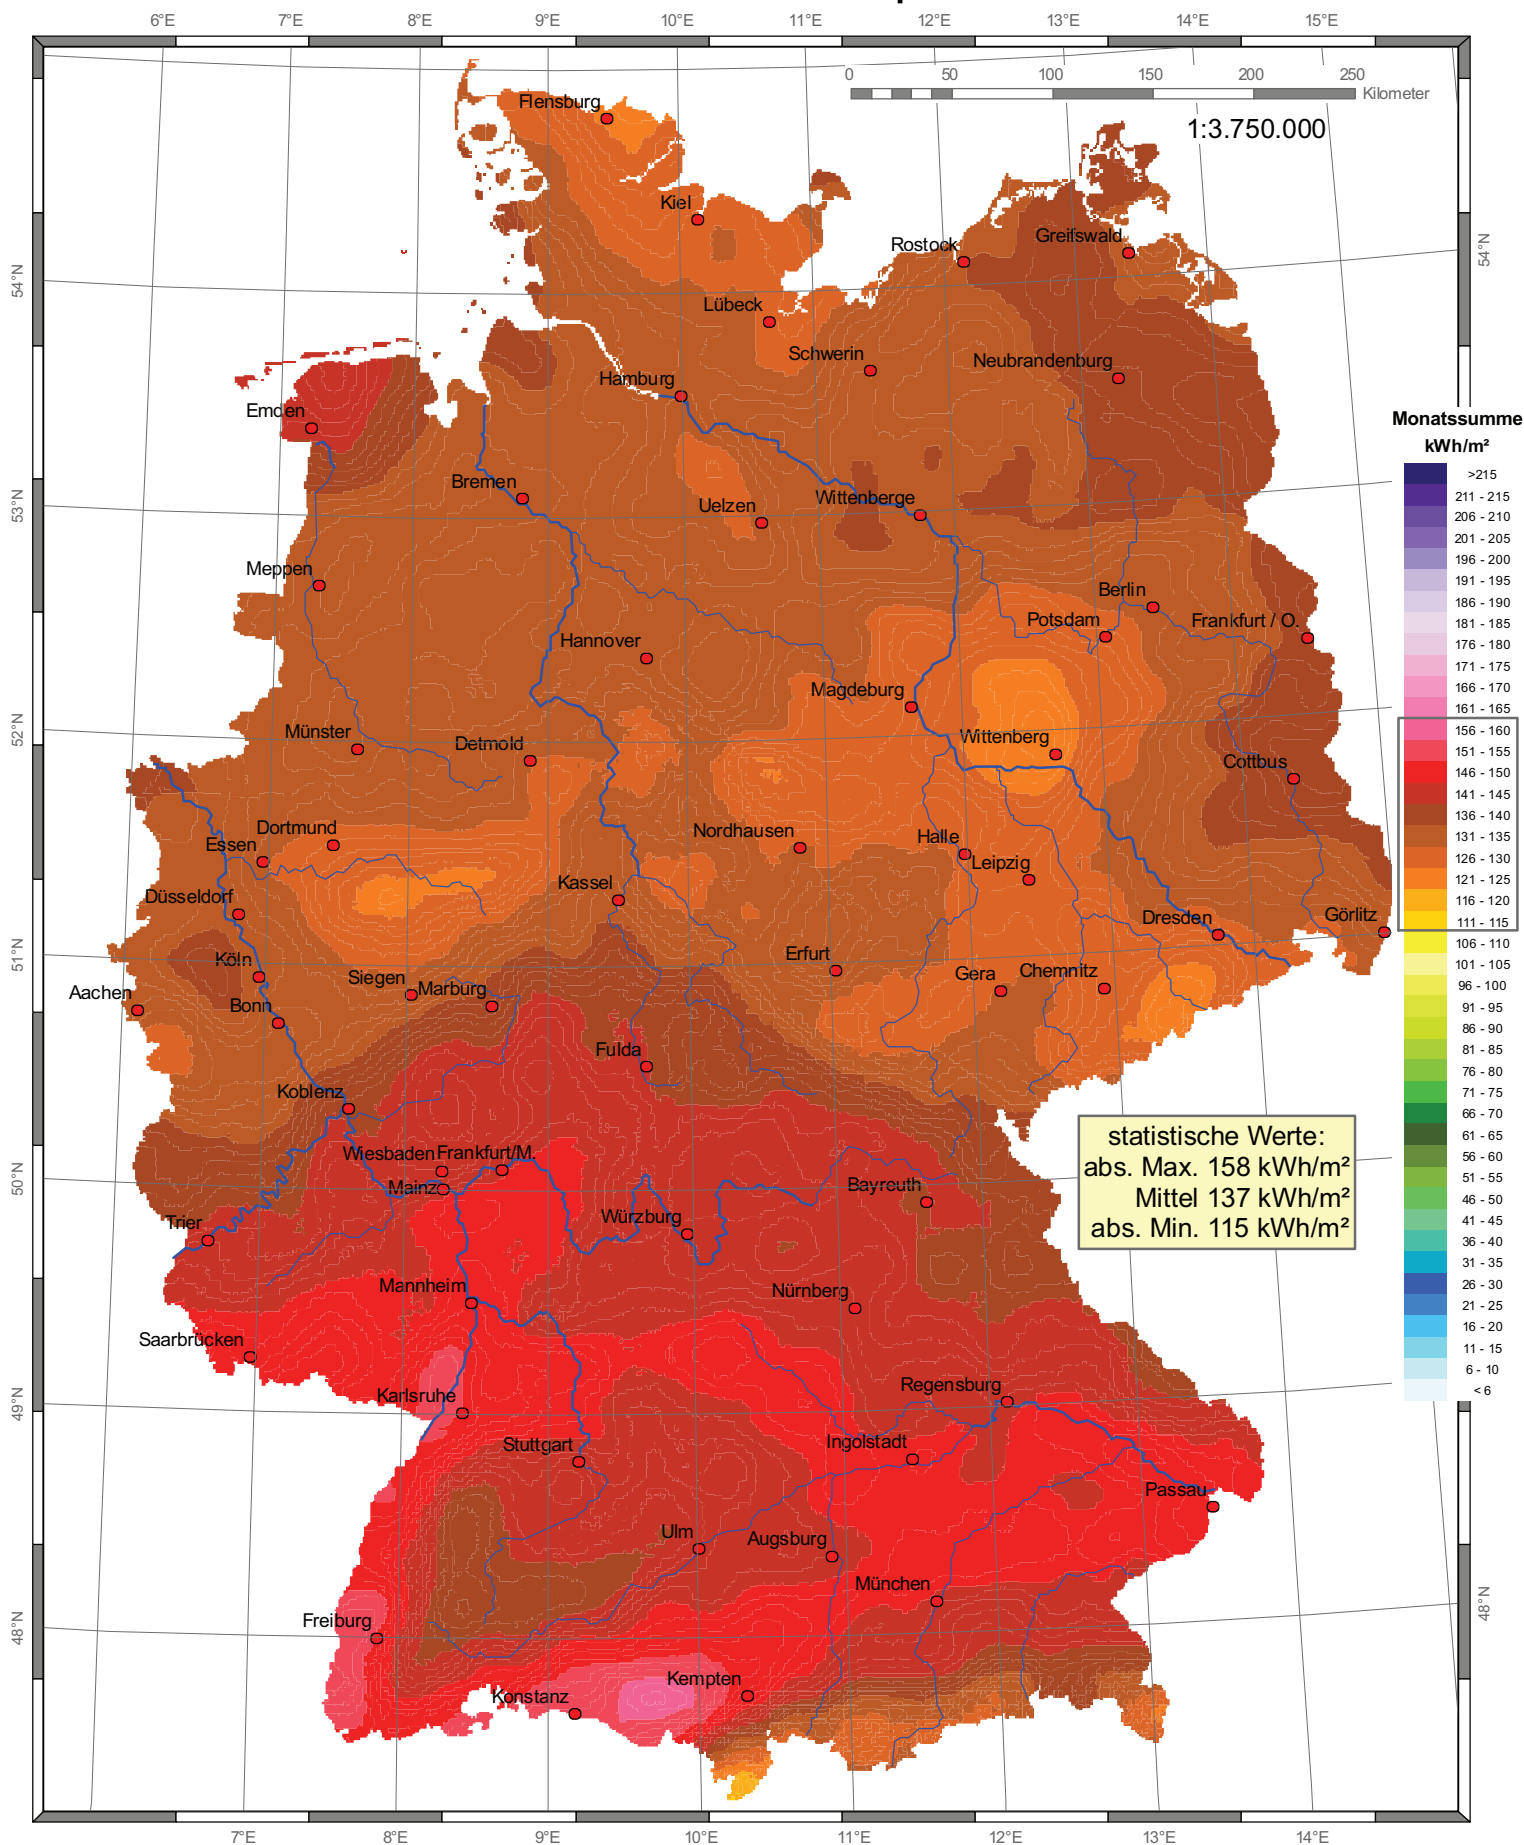 6°E 7°E 8°E 9°E 10°E 11°E 12°E 13°E 14°E 15°E
0 50 100 150 200 250
Kilometer
1:3.750.000
Flensburg
Kiel
Rostock
Greifswald
54°N
54°N
Lübeck
Schwerin
Neubrandenburg
Hamburg
Emden
Monatssumme
kWh/m²
>215
211 - 215
206 - 210
201 - 205
196 - 200
191 - 195
186 - 190
181 - 185
176 - 180
171 - 175
166 - 170
161 - 165
156 - 160
151 - 155
146 - 150
141 - 145
136 - 140
131 - 135
126 - 130
121 - 125
116 - 120
111 - 115
106 - 110
101 - 105
96 - 100
91 - 95
86 - 90
81 - 85
76 - 80
71 - 75
66 - 70
61 - 65
56 - 60
51 - 55
46 - 50
41 - 45
36 - 40
31 - 35
26 - 30
21 - 25
16 - 20
11 - 15
6 - 10
< 6
Bremen
Uelzen
Wittenberge
53°N
Meppen
Berlin
Potsdam
Frankfurt / O.
Hannover
Magdeburg
52°N
Münster
Detmold
Wittenberg
Cottbus
Dortmund
Essen
Nordhausen
Halle
Leipzig
Düsseldorf
Kassel
Dresden
Görlitz
51°N
Köln
Siegen
Marburg
Erfurt
Gera
Chemnitz
Aachen
Bonn
Fulda
Koblenz
statistische Werte:
abs. Max. 158 kWh/m²
Mittel 137 kWh/m²
abs. Min. 115 kWh/m²
50°N
Wiesbaden
Frankfurt/M.
Mainz
Bayreuth
Trier
Würzburg
Mannheim
Nürnberg
Saarbrücken
49°N
Karlsruhe
Regensburg
Stuttgart
Ingolstadt
Passau
Ulm
Augsburg
München
48°N
48°N
Freiburg
Konstanz
Kempten
7°E 8°E 9°E 10°E 11°E 12°E 13°E 14°E